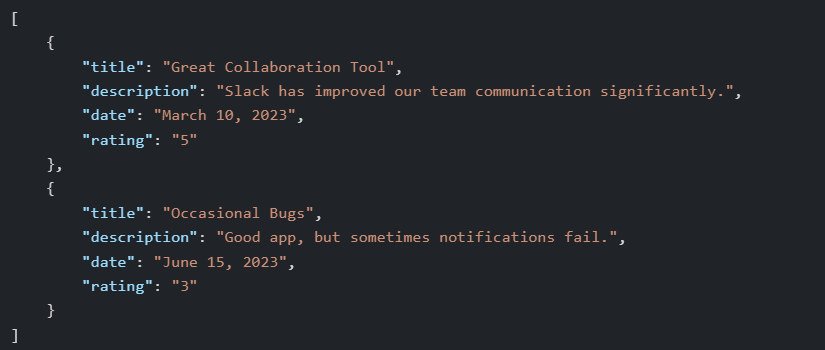 [
    {
        "title": "Great Collaboration Tool",
        "description": "Slack has improved our team communication significantly.",
        "date": "March 10, 2023",
        "rating": "5"
    },
    {
        "title": "Occasional Bugs",
        "description": "Good app, but sometimes notifications fail.",
        "date": "June 15, 2023",
        "rating": "3"
    }
]